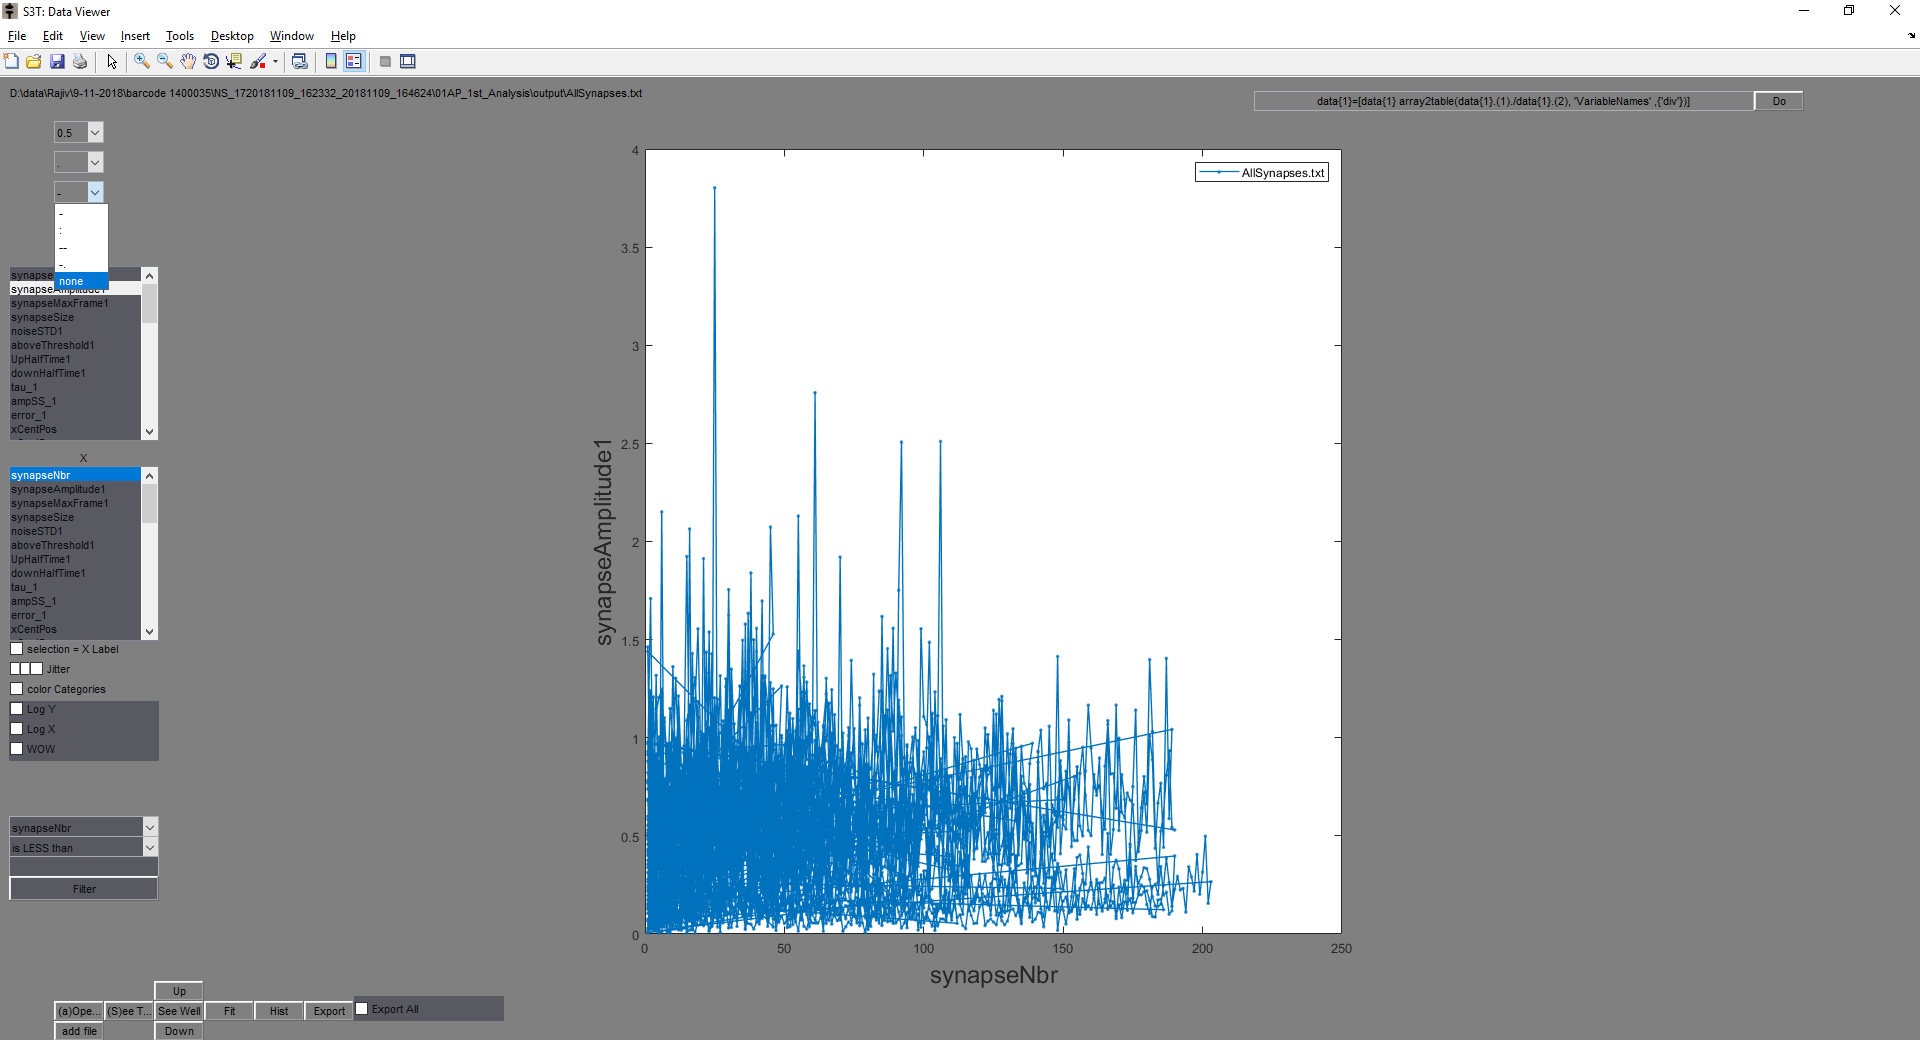 S3T: Data Viewer
File Edit View Insert Tools Desktop Window Help
D:\data\Rajiv\9-11-2018\barcode 1400035\NS_1720181109_162332_20181109_164624\01AP_1st_Analysis\output\AllSynapses.txt
data{1}=[data{1} array2table(data{1}.(1)./data{1}.(2), 'VariableNames' ,{'div'})]
Do
0.5
.
-
-
:
--
-.
none
synapse
synapseAmplitude1
synapseMaxFrame1
synapseSize
noiseSTD1
aboveThreshold1
UpHalfTime1
downHalfTime1
tau_1
ampSS_1
error_1
xCentPos
X
synapseNbr
synapseAmplitude1
synapseMaxFrame1
synapseSize
noiseSTD1
aboveThreshold1
UpHalfTime1
downHalfTime1
tau_1
ampSS_1
error_1
xCentPos
selection = X Label
Jitter
color Categories
Log Y
Log X
WOW
synapseNbr
is LESS than
Filter
Up
(a)Ope... (S)ee T... See Well Fit Hist Export Export All
add file Down
AllSynapses.txt
4
3.5
3
2.5
2
1.5
1
0.5
0
synapseAmplitude1
0 50 100 150 200 250
synapseNbr